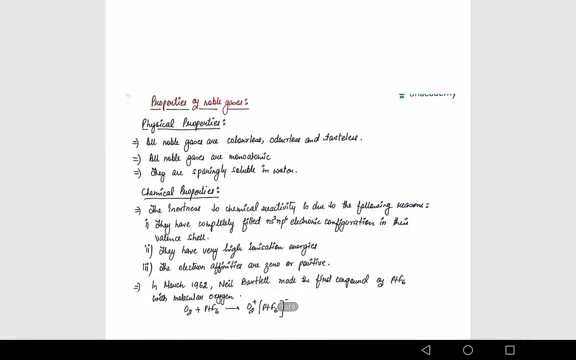 unacademy
Properties of noble gases:
Physical Properties:
⇒) All noble gases are colourless, odourless and tasteless.
⇒) All noble gases are monoatomic
⇒) They are sparingly soluble in water.
Chemical Properties:
⇒) The Inertness to chemical reactivity is due to the following reasons:
i) They have completely filled ns²np⁶ electronic configuration in their
valence shell.
ii) They have very high ionisation energies
iii) The electron affinities are zero or positive.
⇒) In March 1962, Neil Bartlett made the first compound of PtF₆
with molecular oxygen.
O₂ + PtF₆ ⟶ O₂⁺ [PtF₆]⁻